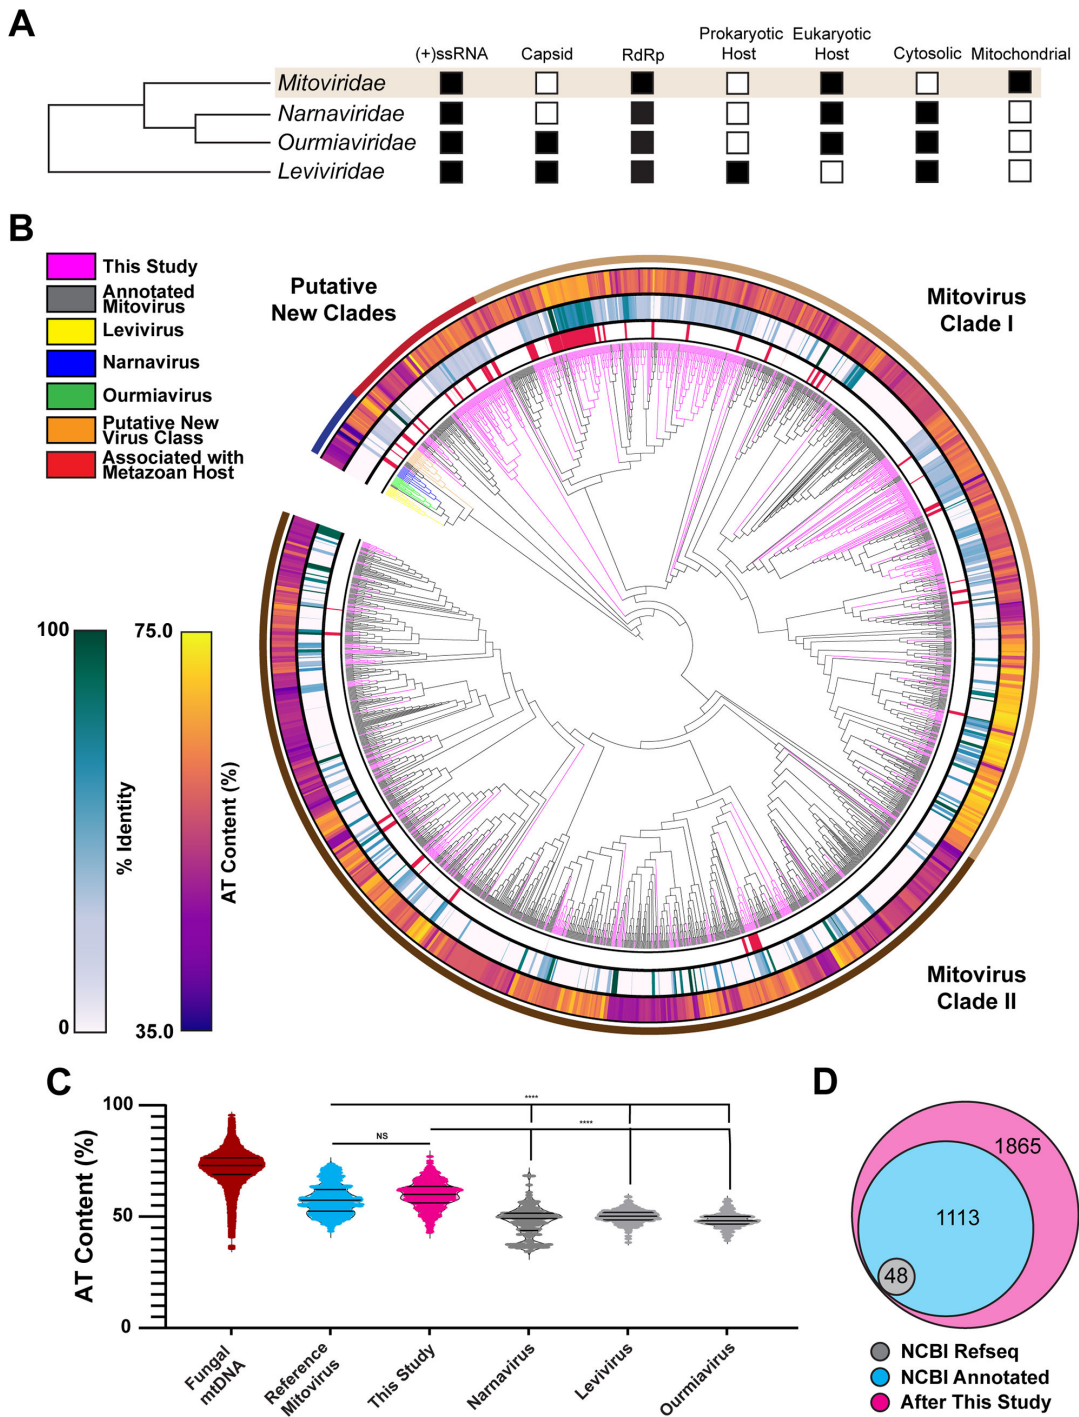 A
(+)ssRNA Capsid RdRp Prokaryotic Host Eukaryotic Host Cytosolic Mitochondrial
Mitoviridae
Narnaviridae
Ourmiaviridae
Leviviridae
B
This Study
Annotated
Mitovirus
Levivirus
Narnavirus
Ourmiavirus
Putative New
Virus Class
Associated with
Metazoan Host
Putative
New Clades
Mitovirus
Clade I
Mitovirus
Clade II
100
0
% Identity
75.0
35.0
AT Content (%)
C
AT Content (%)
100
50
0
NS
****
****
Fungal
mtDNA
Reference
Mitovirus
This Study
Narnavirus
Levivirus
Ourmiavirus
D
1865
1113
48
NCBI Refseq
NCBI Annotated
After This Study